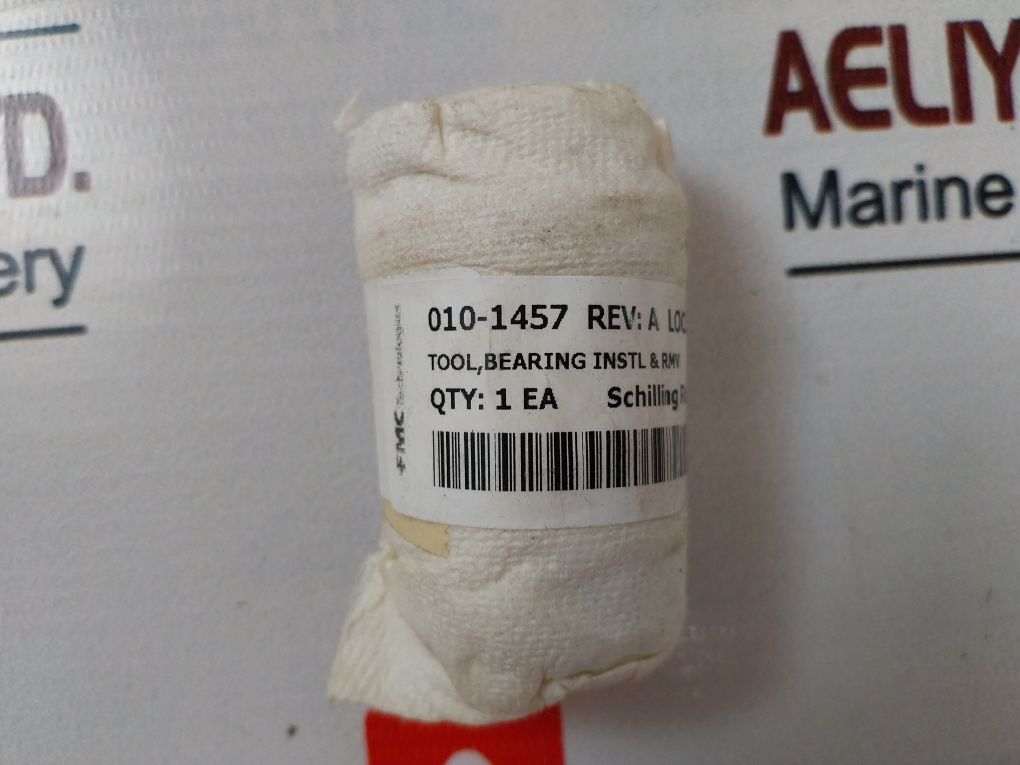 AELIY
Marine
D.
ery
010-1457 REV: A LOC
TOOL,BEARING INSTL & RMV
QTY: 1 EA Schilling
FMC Technologies